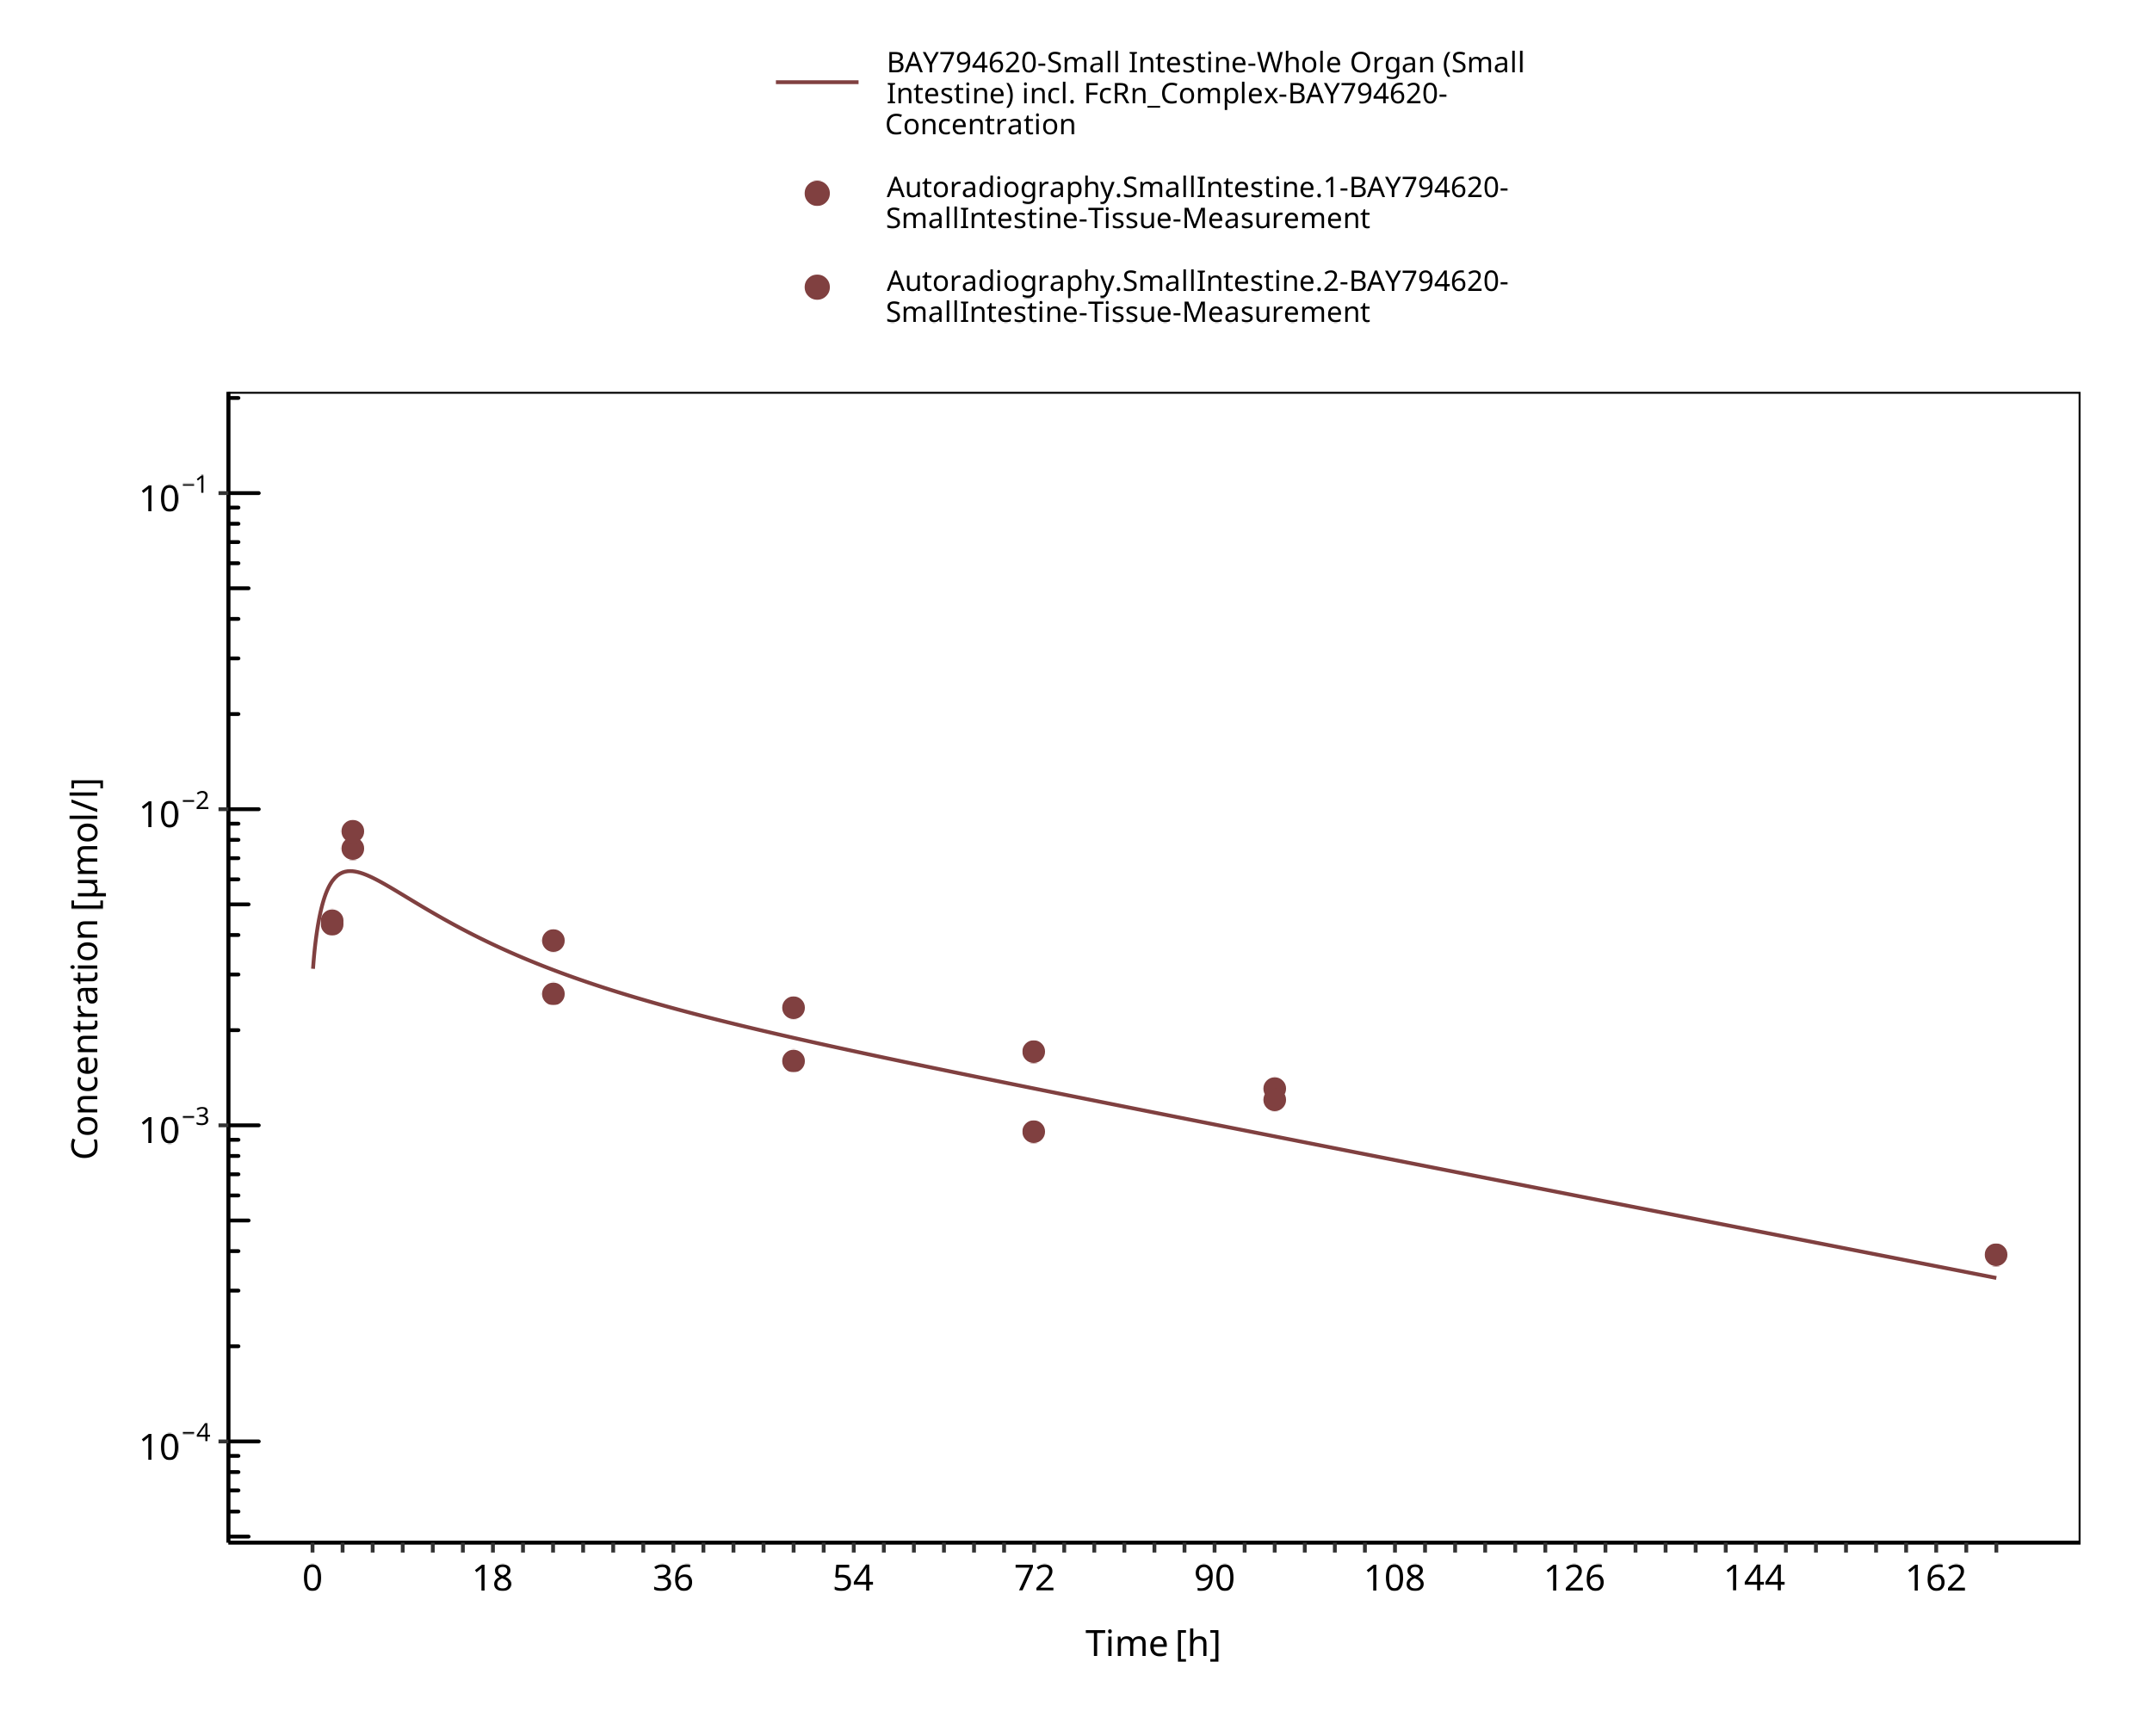 BAY794620-Small Intestine-Whole Organ (Small
Intestine) incl. FcRn_Complex-BAY794620-
Concentration
Autoradiography.SmallIntestine.1-BAY794620-
SmallIntestine-Tissue-Measurement
Autoradiography.SmallIntestine.2-BAY794620-
SmallIntestine-Tissue-Measurement
Concentration [µmol/l]
10⁻¹
10⁻²
10⁻³
10⁻⁴
0 18 36 54 72 90 108 126 144 162
Time [h]